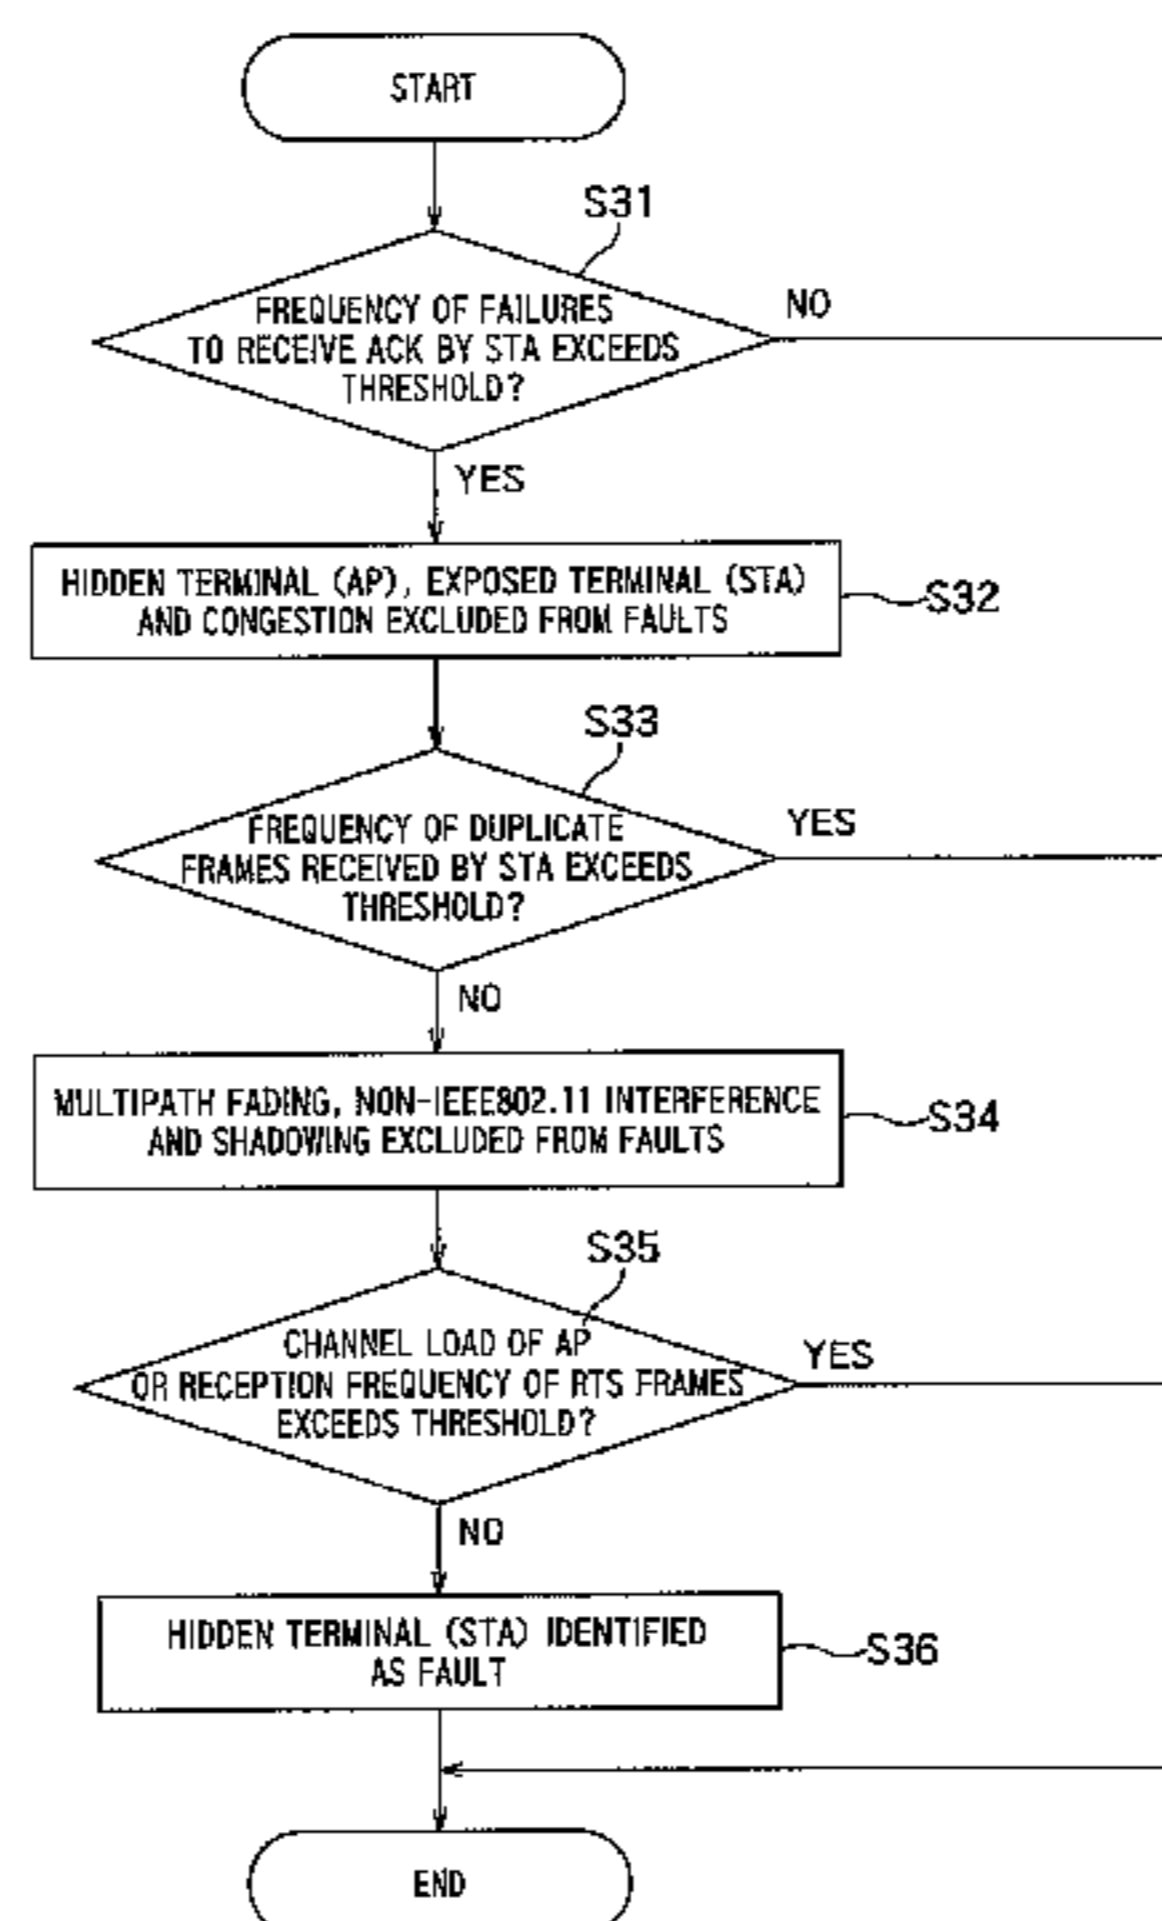 START
S31
FREQUENCY OF FAILURES
TO RECEIVE ACK BY STA EXCEEDS
THRESHOLD?
NO
YES
HIDDEN TERMINAL (AP), EXPOSED TERMINAL (STA)
AND CONGESTION EXCLUDED FROM FAULTS
S32
S33
FREQUENCY OF DUPLICATE
FRAMES RECEIVED BY STA EXCEEDS
THRESHOLD?
YES
NO
MULTIPATH FADING, NON-IEEE802.11 INTERFERENCE
AND SHADOWING EXCLUDED FROM FAULTS
S34
S35
CHANNEL LOAD OF AP
OR RECEPTION FREQUENCY OF RTS FRAMES
EXCEEDS THRESHOLD?
YES
NO
HIDDEN TERMINAL (STA) IDENTIFIED
AS FAULT
S36
END